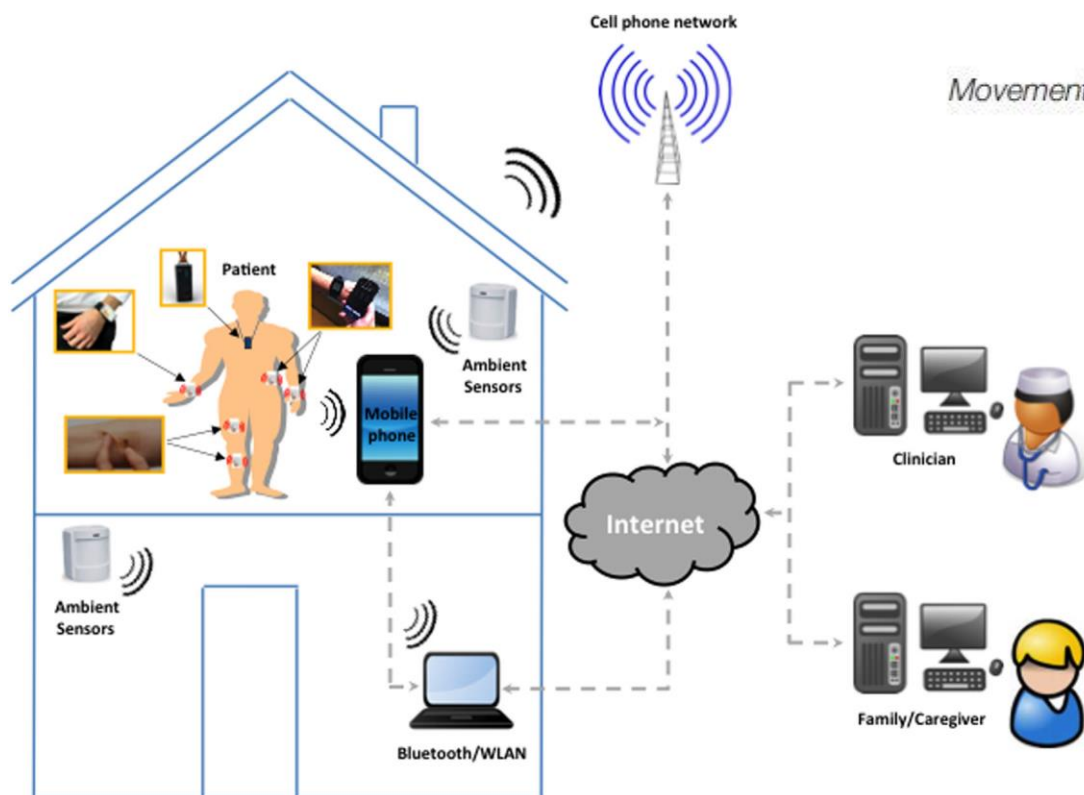 Cell phone network
Movement
Patient
Ambient
Sensors
Mobile
phone
Internet
Clinician
Ambient
Sensors
Bluetooth/WLAN
Family/Caregiver